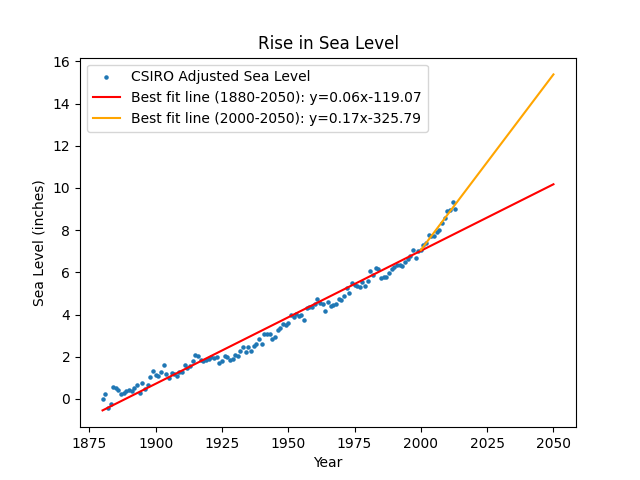 Rise in Sea Level
CSIRO Adjusted Sea Level
Best fit line (1880-2050): y=0.06x-119.07
Best fit line (2000-2050): y=0.17x-325.79
16
14
12
10
8
6
4
2
0
Sea Level (inches)
1875 1900 1925 1950 1975 2000 2025 2050
Year